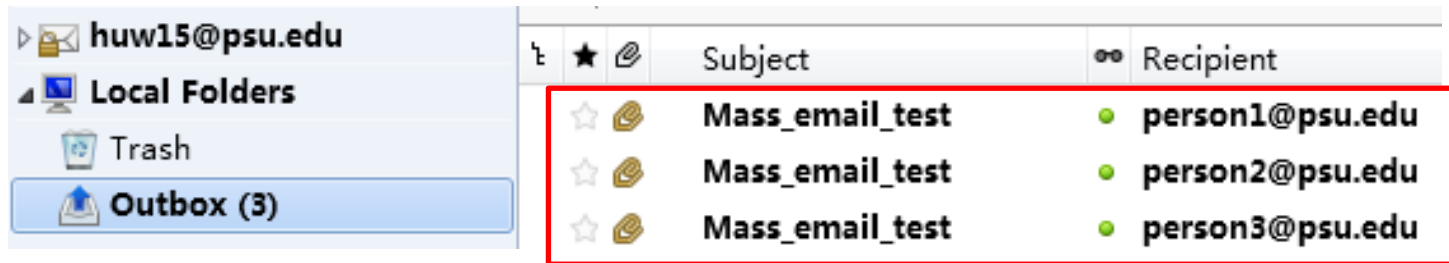 huw15@psu.edu
Local Folders
Trash
Outbox (3)
Subject Recipient
Mass_email_test person1@psu.edu
Mass_email_test person2@psu.edu
Mass_email_test person3@psu.edu